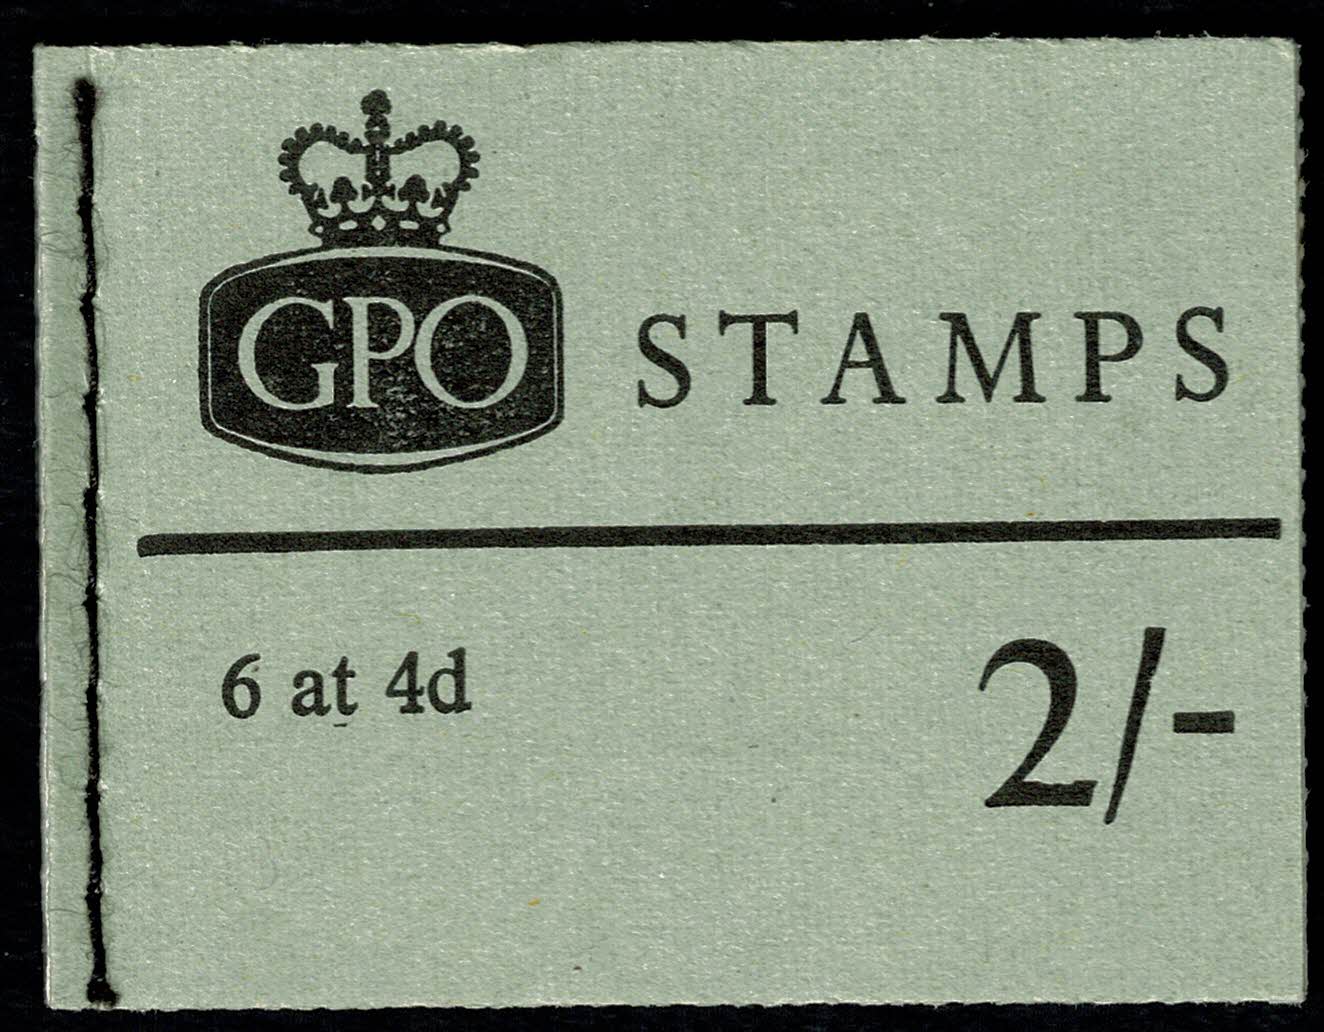 GPO STAMPS
6 at 4d 2/-